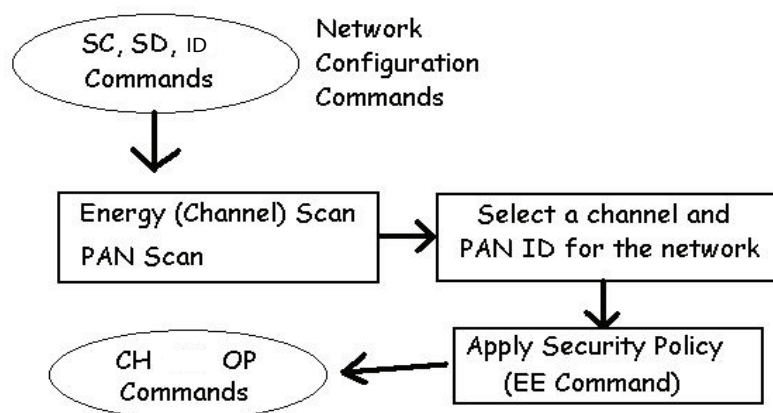 SC, SD, ID
Commands
Network
Configuration
Commands
Energy (Channel) Scan
PAN Scan
Select a channel and
PAN ID for the network
Apply Security Policy
(EE Command)
CH OP
Commands